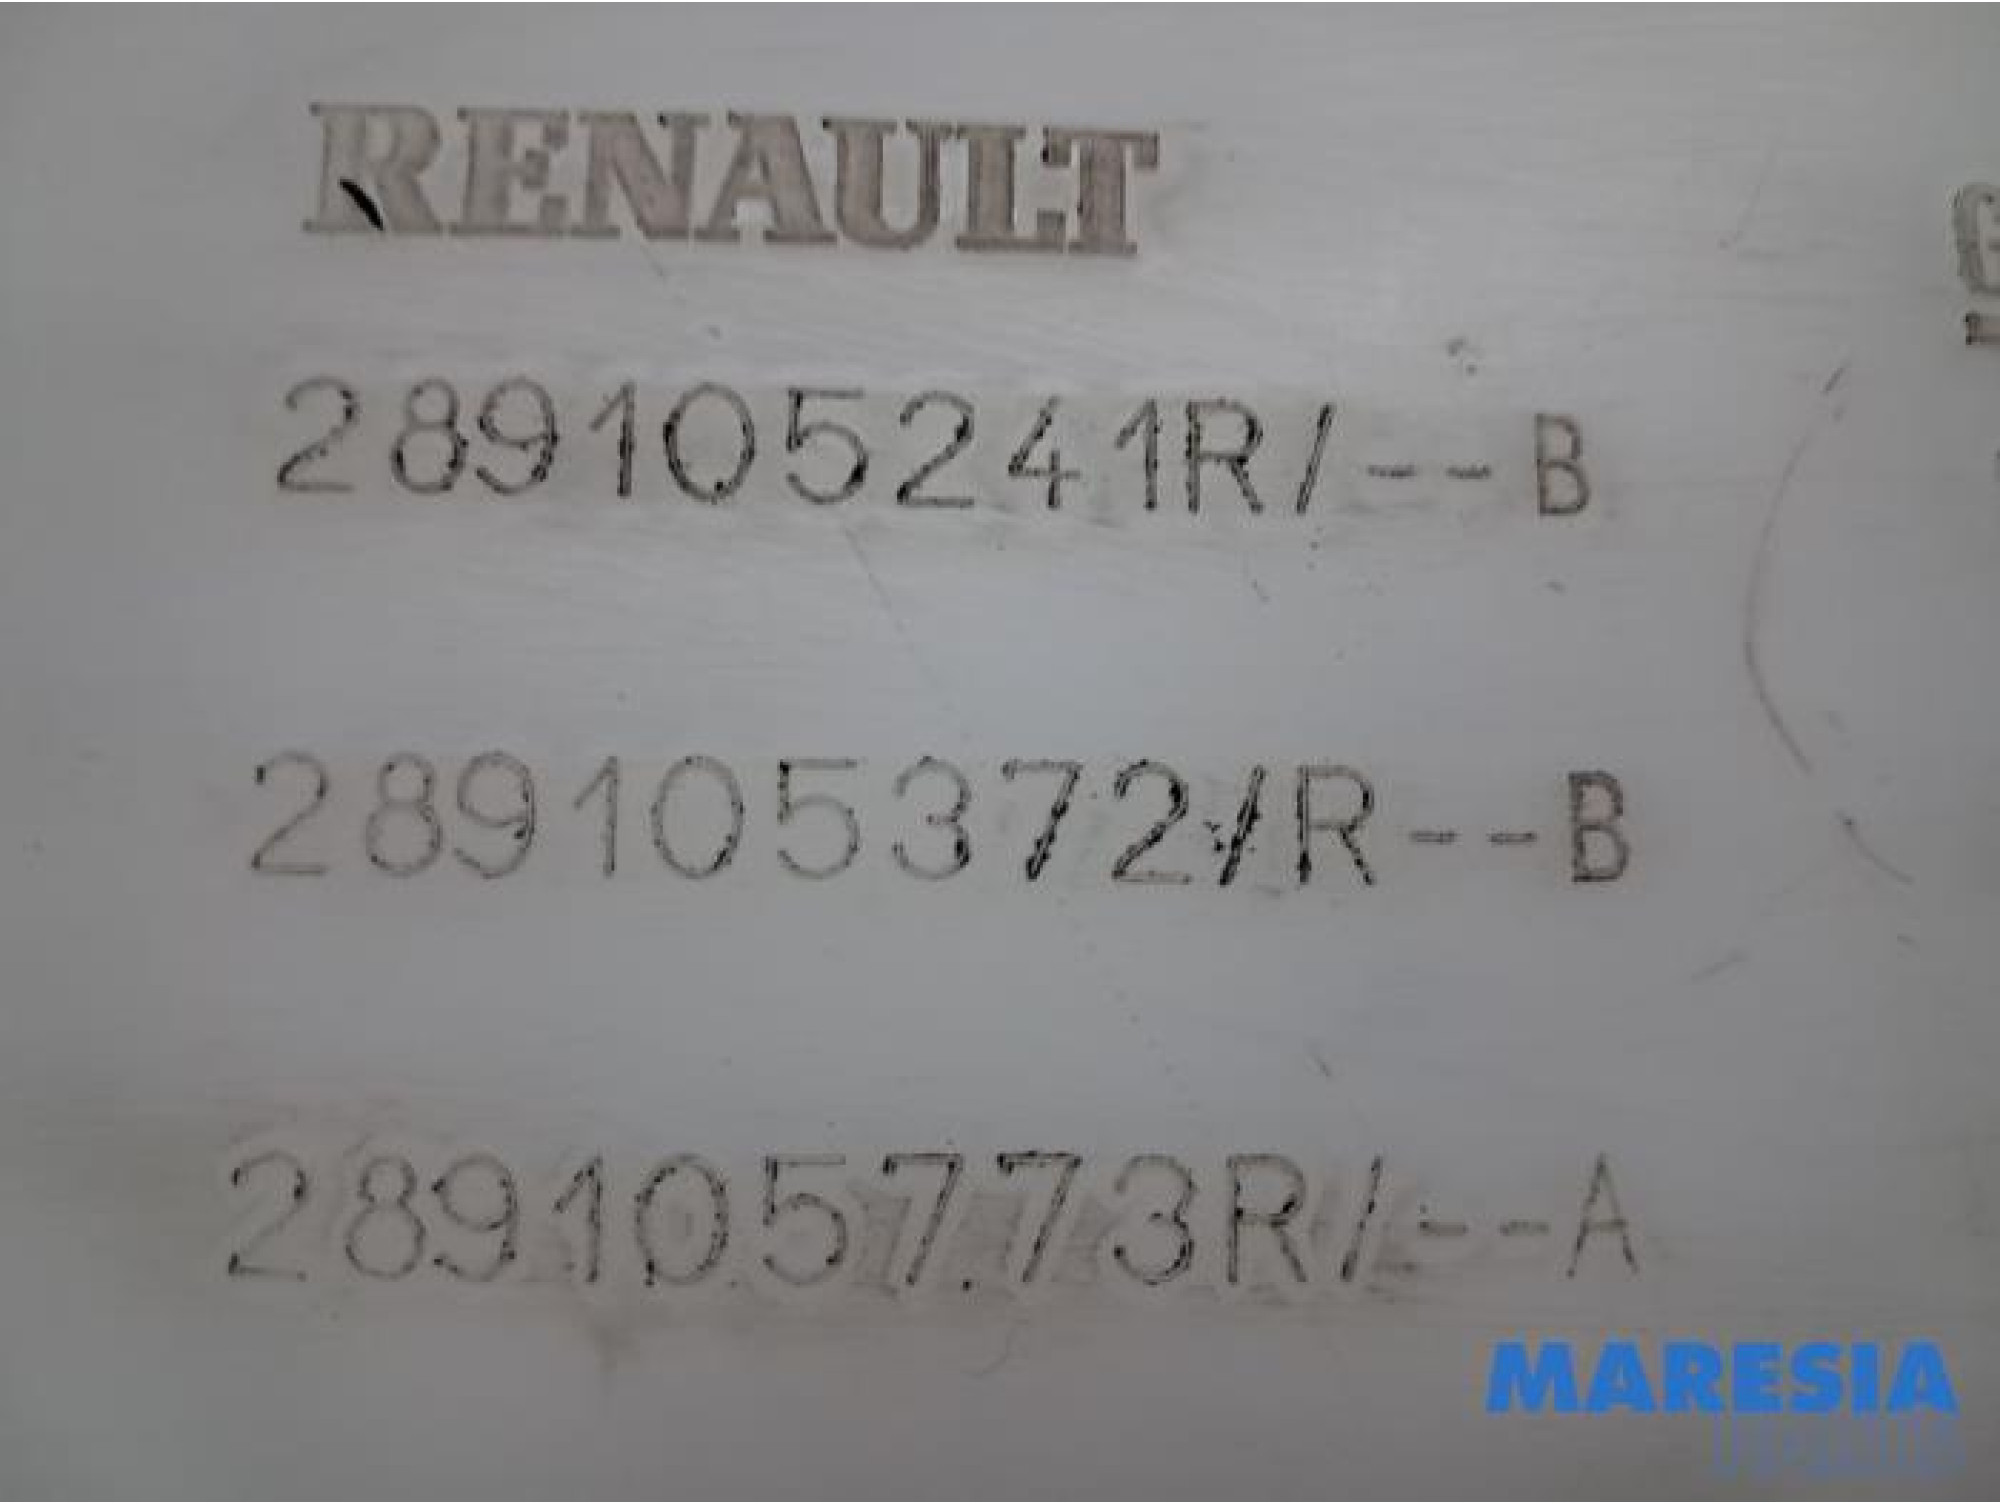 RENAULT
289105241R/--B
289105372/R--B
289105773R/--A
MARESIA